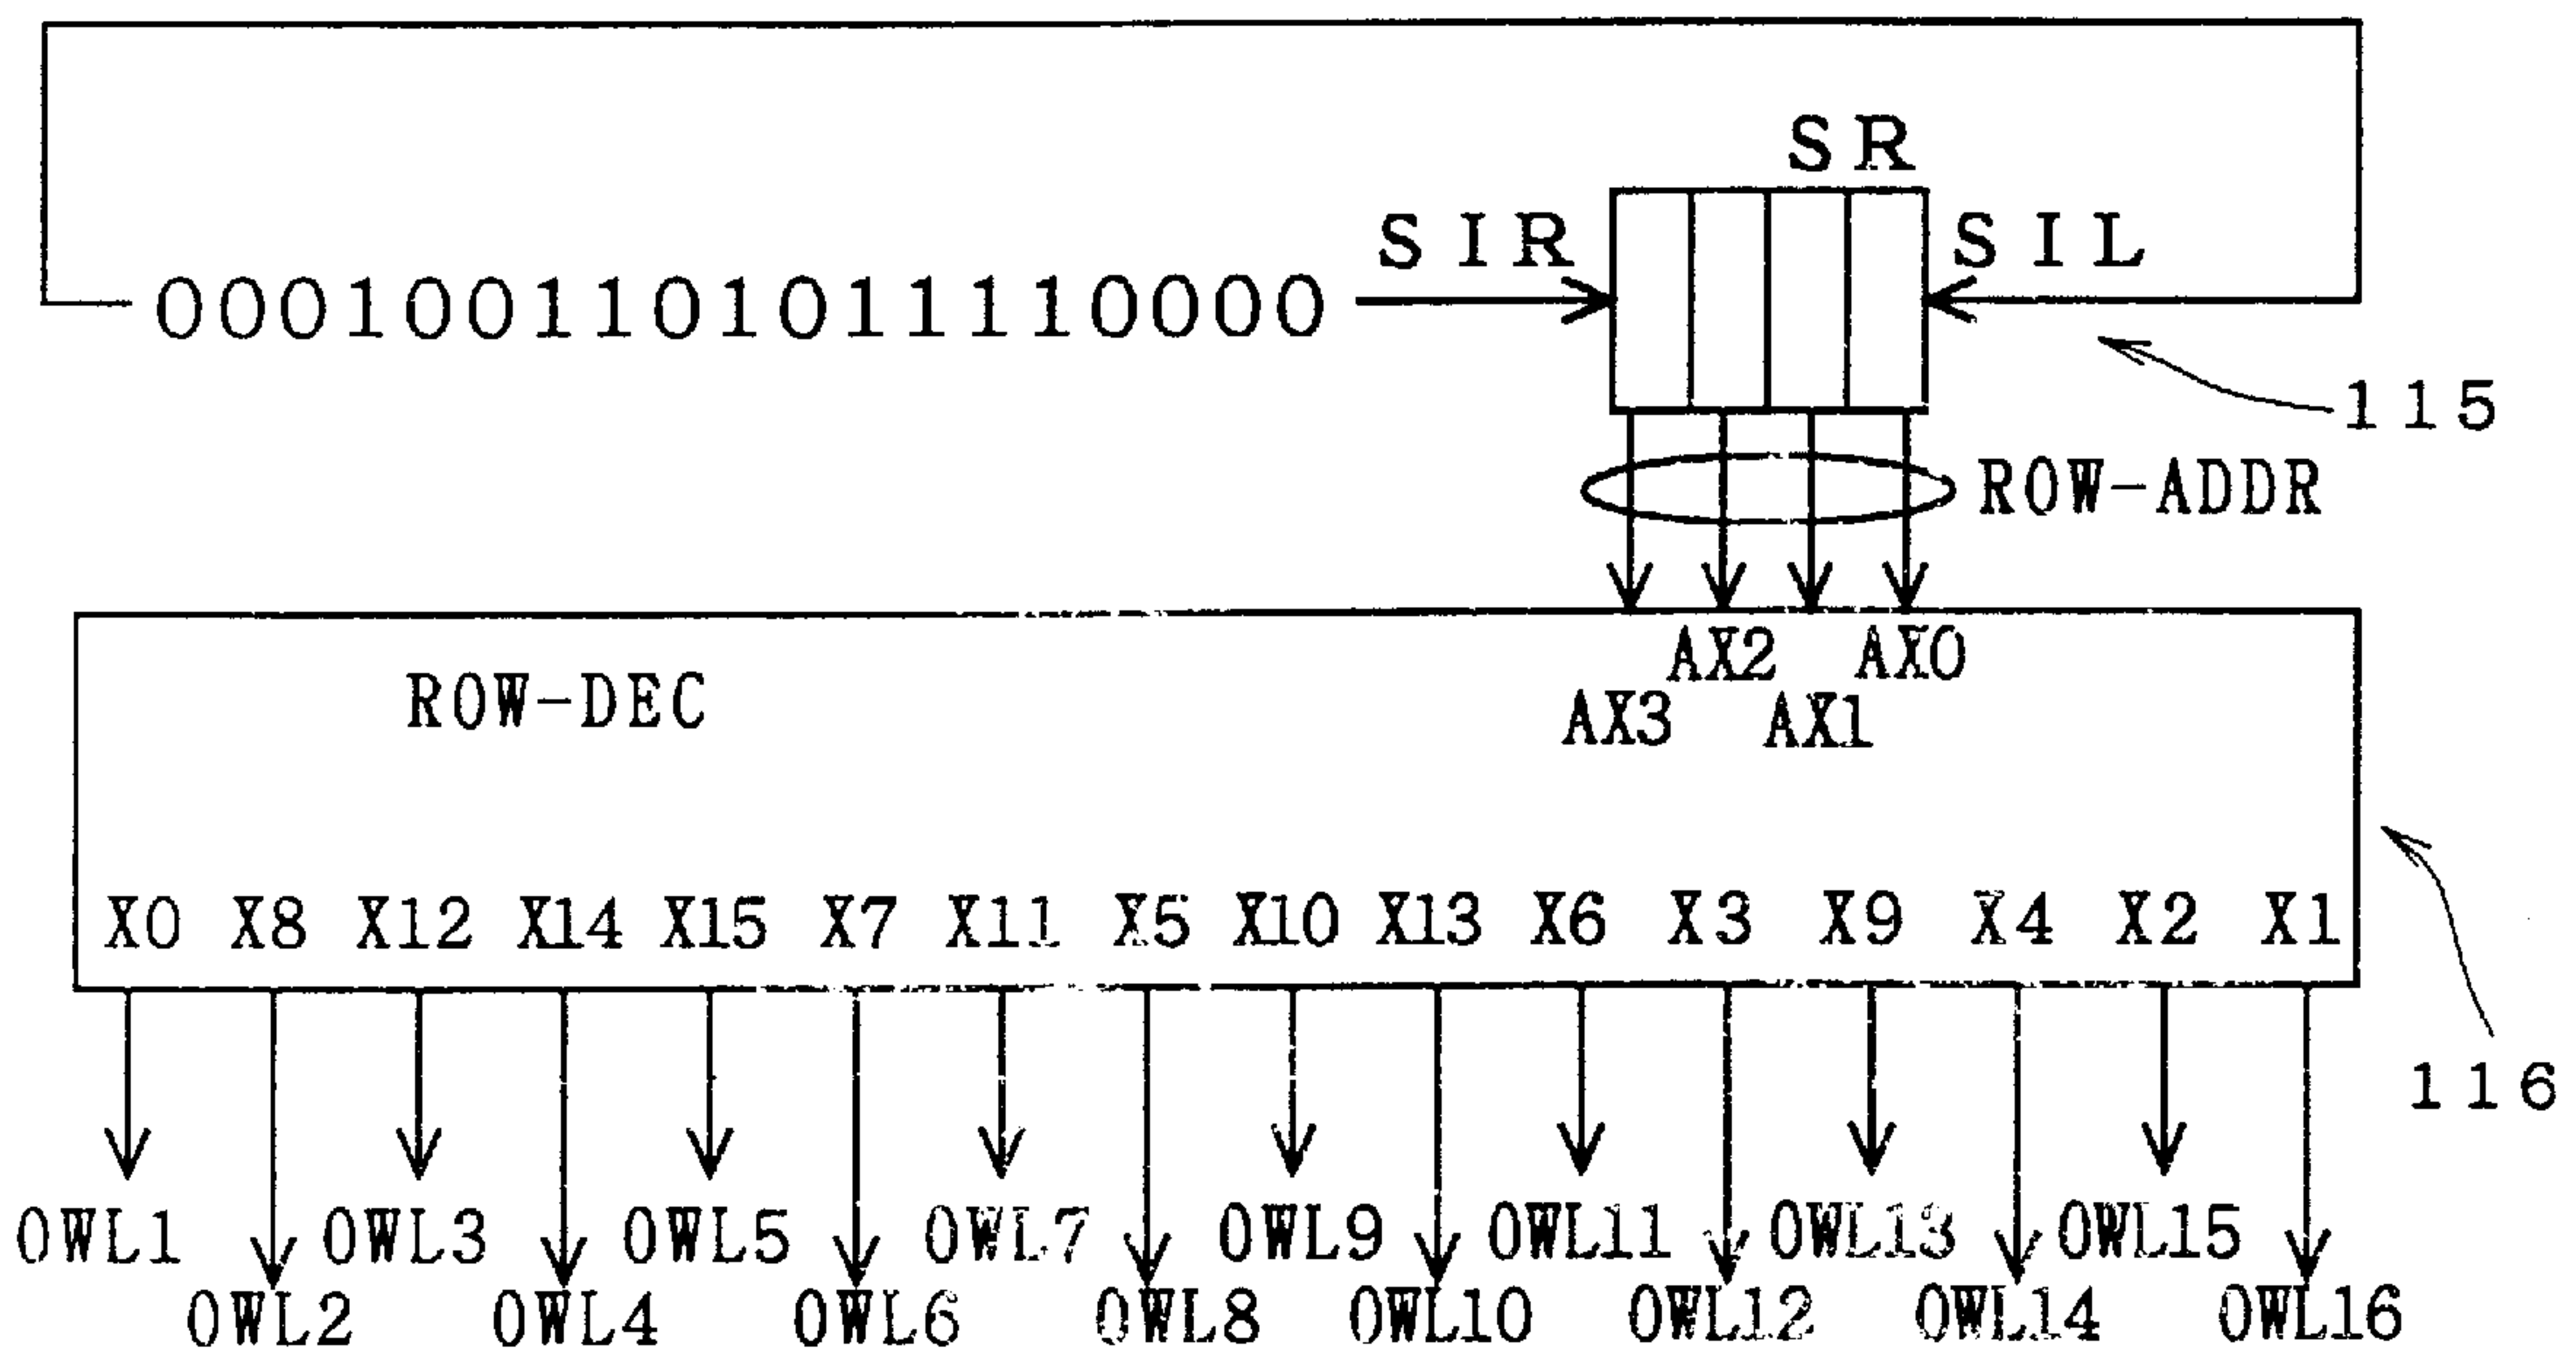 SR
SIR
SIL
0001001101011110000
115
ROW-ADDR
AX2 AX0
ROW-DEC
AX3 AX1
X0 X8 X12 X14 X15 X7 X11 X5 X10 X13 X6 X3 X9 X4 X2 X1
116
OWL1 OWL3 OWL5 OWL7 OWL9 OWL11 OWL13 OWL15
OWL2 OWL4 OWL6 OWL8 OWL10 OWL12 OWL14 OWL16